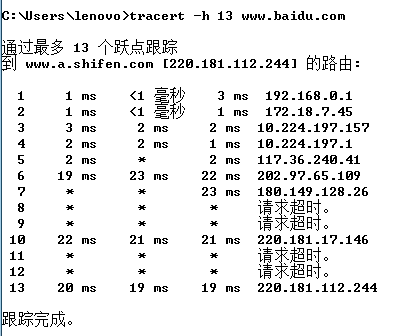 C:\Users\lenovo>tracert -h 13 www.baidu.com
通过最多 13 个跃点跟踪
到 www.a.shifen.com [220.181.112.244] 的路由:
1 1 ms <1 毫秒 3 ms 192.168.0.1
2 1 ms <1 毫秒 1 ms 172.18.7.45
3 3 ms 2 ms 2 ms 10.224.197.157
4 2 ms 2 ms 1 ms 10.224.197.1
5 2 ms * 2 ms 117.36.240.41
6 19 ms 23 ms 22 ms 202.97.65.109
7 * * 23 ms 180.149.128.26
8 * * * 请求超时。
9 * * * 请求超时。
10 22 ms 21 ms 21 ms 220.181.17.146
11 * * * 请求超时。
12 * * * 请求超时。
13 20 ms 19 ms 19 ms 220.181.112.244
跟踪完成。